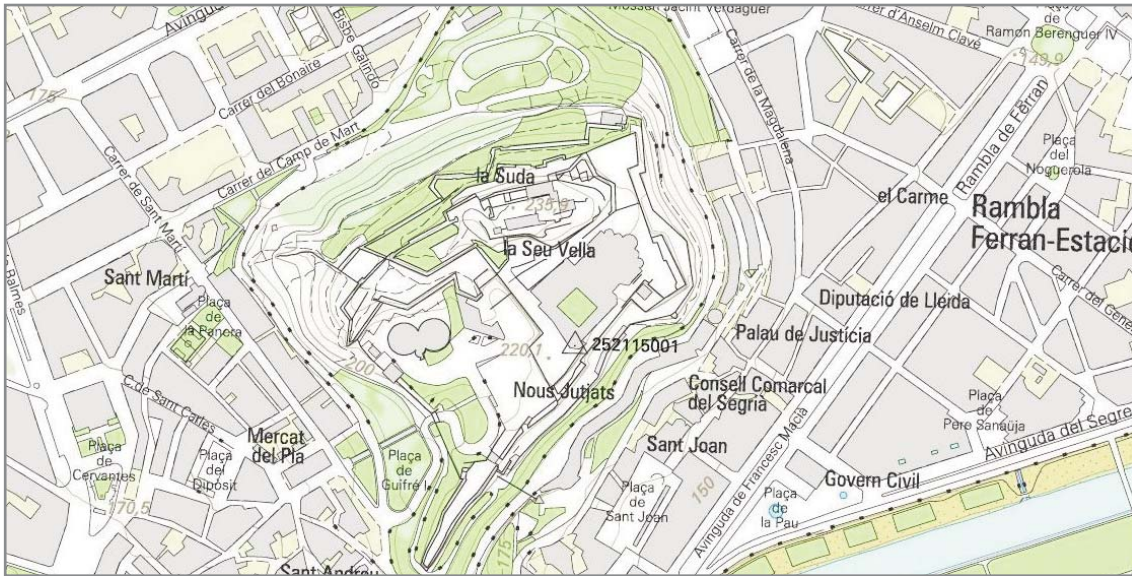 Mossèn Jacint Verdaguer
Carrer d'Anselm Clavé
Plaça
de
Ramon Berenguer IV
Avinguda
Bisbe Galindo
149,9
175
Carrer del Bonaire
Carrer de la Magdalena
Rambla de Ferran
Plaça
del
Noguerola
Carrer del Camp de Mart
Carrer de Sant Martí
la Suda
235,9
el Carme
Rambla
Ferran-Estació
la Seu Vella
Balmes
Sant Martí
Plaça
de
la Panera
Diputació de Lleida
Carrer del
Palau de Justícia
252115001
220,1
200
Nous Jutjats
Consell Comarcal
del Segrià
C. de Sant Carles
Plaça
de
Pere Sanaüja
Mercat
del Pla
Sant Joan
Avinguda del Segre
Plaça
de
Cervantes
Plaça
del
Dipòsit
Plaça
de
Guifré I
Avinguda de Francesc Macià
150
Govern Civil
Plaça
de
Sant Joan
Plaça
de
la Pau
170,5
175
Sant Andreu